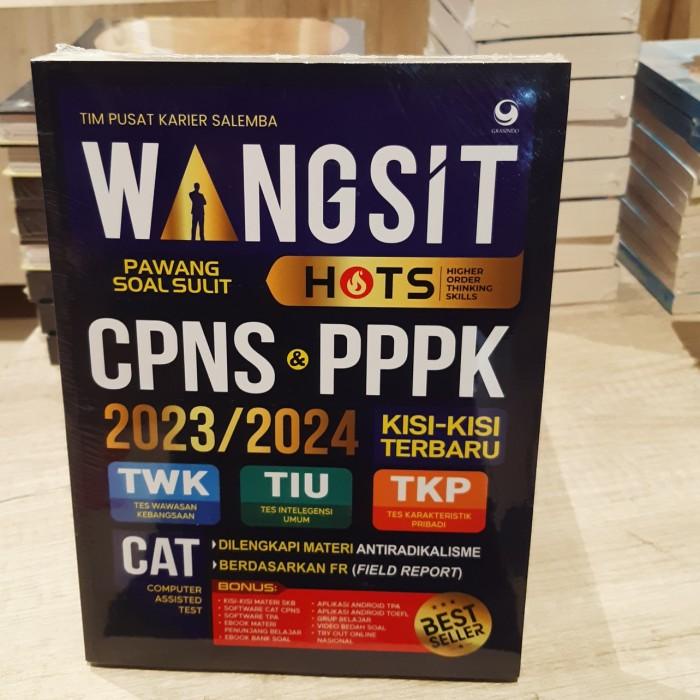 TIM PUSAT KARIER SALEMBA
GRASINDO
WANGSIT
PAWANG
SOAL SULIT
HOTS
HIGHER
ORDER
THINKING
SKILLS
CPNS & PPPK
2023/2024
KISI-KISI
TERBARU
TWK
TES WAWASAN
KEBANGSAAN
TIU
TES INTELEGENSI
UMUM
TKP
TES KARAKTERISTIK
PRIBADI
CAT
COMPUTER
ASSISTED
TEST
DILENGKAPI MATERI ANTIRADIKALISME
BERDASARKAN FR (FIELD REPORT)
BONUS:
• KISI-KISI MATERI SKB
• SOFTWARE CAT CPNS
• SOFTWARE TPA
• EBOOK MATERI
PENUNJANG BELAJAR
• EBOOK BANK SOAL
• APLIKASI ANDROID TPA
• APLIKASI ANDROID TOEFL
• GRUP BELAJAR
• VIDEO BEDAH SOAL
• TRY OUT ONLINE
NASIONAL
BEST
SELLER